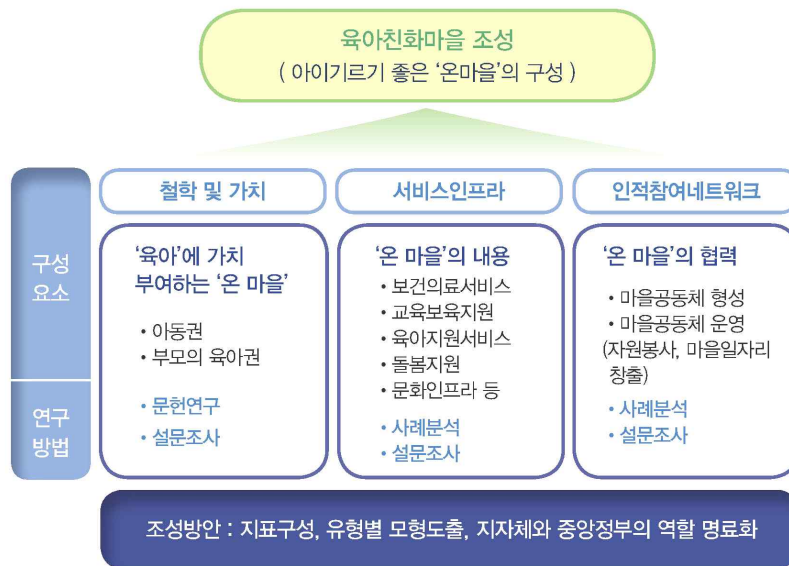 육아친화마을 조성
( 아이기르기 좋은 ‘온마을’의 구성 )
구성
요소
연구
방법
철학 및 가치
‘육아’에 가치
부여하는 ‘온 마을’
• 아동권
• 부모의 육아권
• 문헌연구
• 설문조사
서비스인프라
‘온 마을’의 내용
• 보건의료서비스
• 교육보육지원
• 육아지원서비스
• 돌봄지원
• 문화인프라 등
• 사례분석
• 설문조사
인적참여네트워크
‘온 마을’의 협력
• 마을공동체 형성
• 마을공동체 운영
(자원봉사, 마을일자리
창출)
• 사례분석
• 설문조사
조성방안 : 지표구성, 유형별 모형도출, 지자체와 중앙정부의 역할 명료화